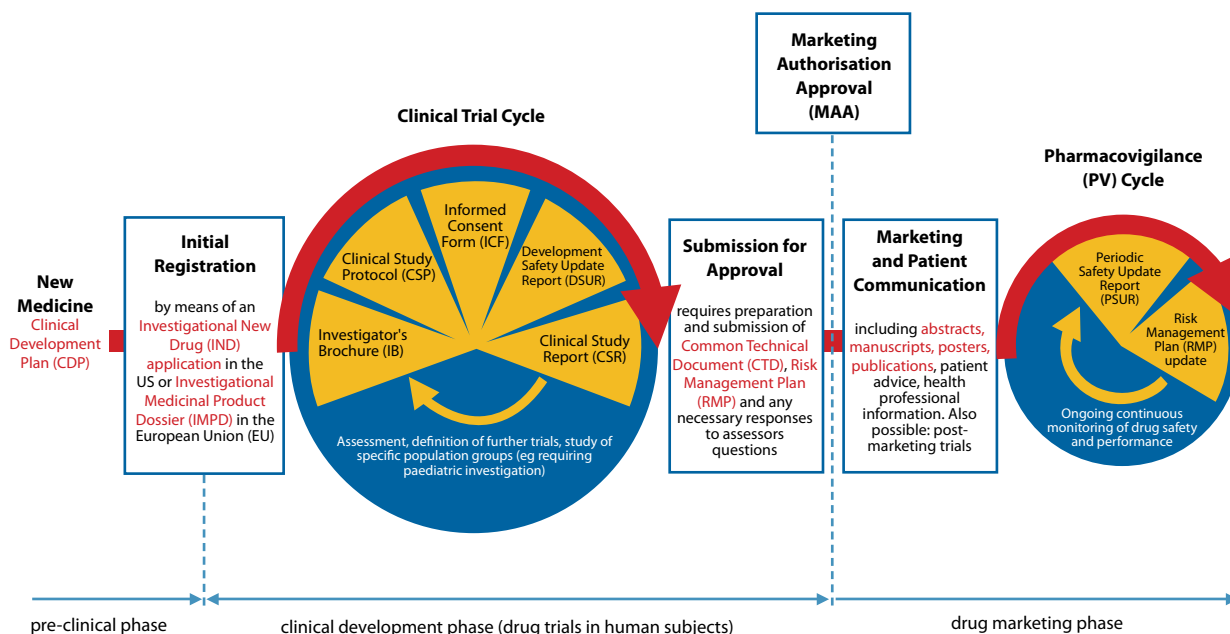 New
Medicine
Clinical
Development
Plan (CDP)
Initial
Registration
by means of an
Investigational New
Drug (IND)
application in the
US or Investigational
Medicinal Product
Dossier (IMPD) in the
European Union (EU)
Clinical Trial Cycle
Investigator's
Brochure (IB)
Clinical Study
Protocol (CSP)
Informed
Consent
Form (ICF)
Development
Safety Update
Report (DSUR)
Clinical Study
Report (CSR)
Assessment, definition of further trials, study of
specific population groups (eg requiring
paediatric investigation)
Submission for
Approval
requires preparation
and submission of
Common Technical
Document (CTD), Risk
Management Plan
(RMP) and any
necessary responses
to assessors
questions
Marketing
Authorisation
Approval
(MAA)
Marketing
and Patient
Communication
including abstracts,
manuscripts, posters,
publications, patient
advice, health
professional
information. Also
possible: post-
marketing trials
Pharmacovigilance
(PV) Cycle
Periodic
Safety Update
Report
(PSUR)
Risk
Management
Plan (RMP)
update
Ongoing continuous
monitoring of drug safety
and performance
pre-clinical phase
clinical development phase (drug trials in human subjects)
drug marketing phase